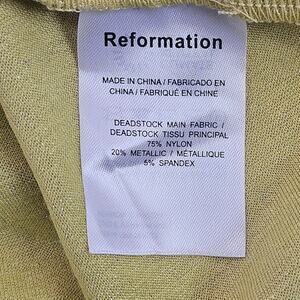 Reformation
MADE IN CHINA / FABRICADO EN
CHINA / FABRIQUÉ EN CHINE
DEADSTOCK MAIN FABRIC /
DEADSTOCK TISSU PRINCIPAL
75% NYLON
20% METALLIC / MÉTALLIQUE
5% SPANDEX